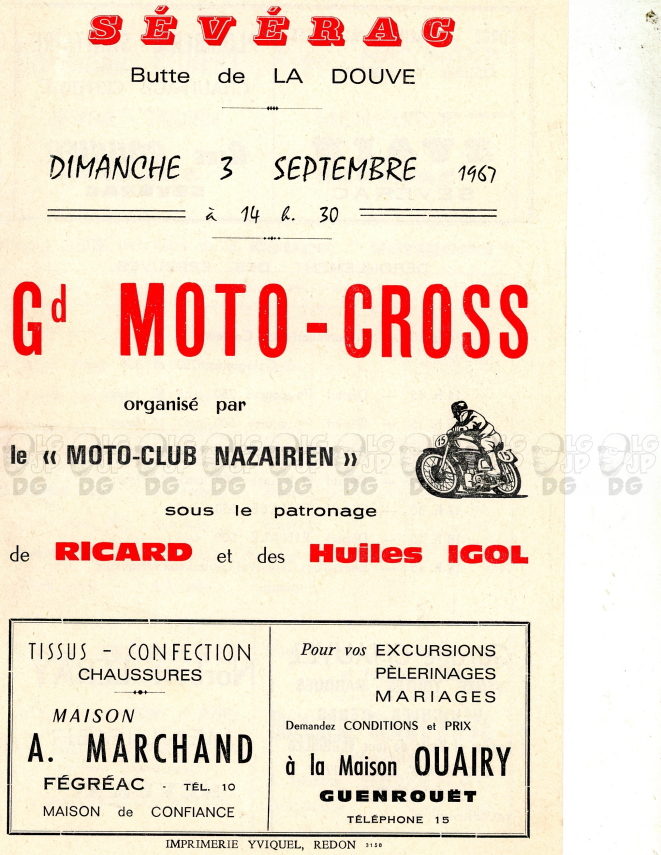 SÉVÉRAC
Butte de LA DOUVE
DIMANCHE 3 SEPTEMBRE 1967
à 14 h. 30
Gd MOTO-CROSS
organisé par
le « MOTO-CLUB NAZAIRIEN »
15 15
sous le patronage
de RICARD et des Huiles IGOL
TISSUS - CONFECTION
CHAUSSURES
MAISON
A. MARCHAND
FÉGRÉAC - TÉL. 10
MAISON de CONFIANCE
Pour vos EXCURSIONS
PÈLERINAGES
MARIAGES
Demandez CONDITIONS et PRIX
à la Maison OUAIRY
GUENROUËT
TÉLÉPHONE 15
IMPRIMERIE YVIQUEL, REDON 3150